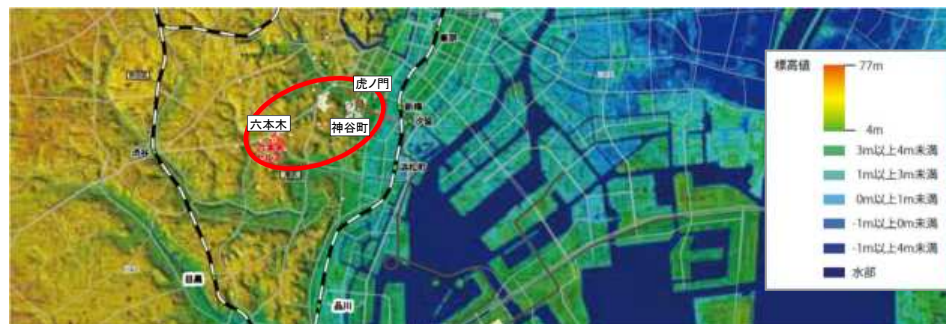 東京
虎ノ門
六本木
神谷町
新橋
汐留
浜松町
渋谷
目黒
品川
標高値
77m
4m
3m以上4m未満
1m以上3m未満
0m以上1m未満
-1m以上0m未満
-1m以上4m未満
水部